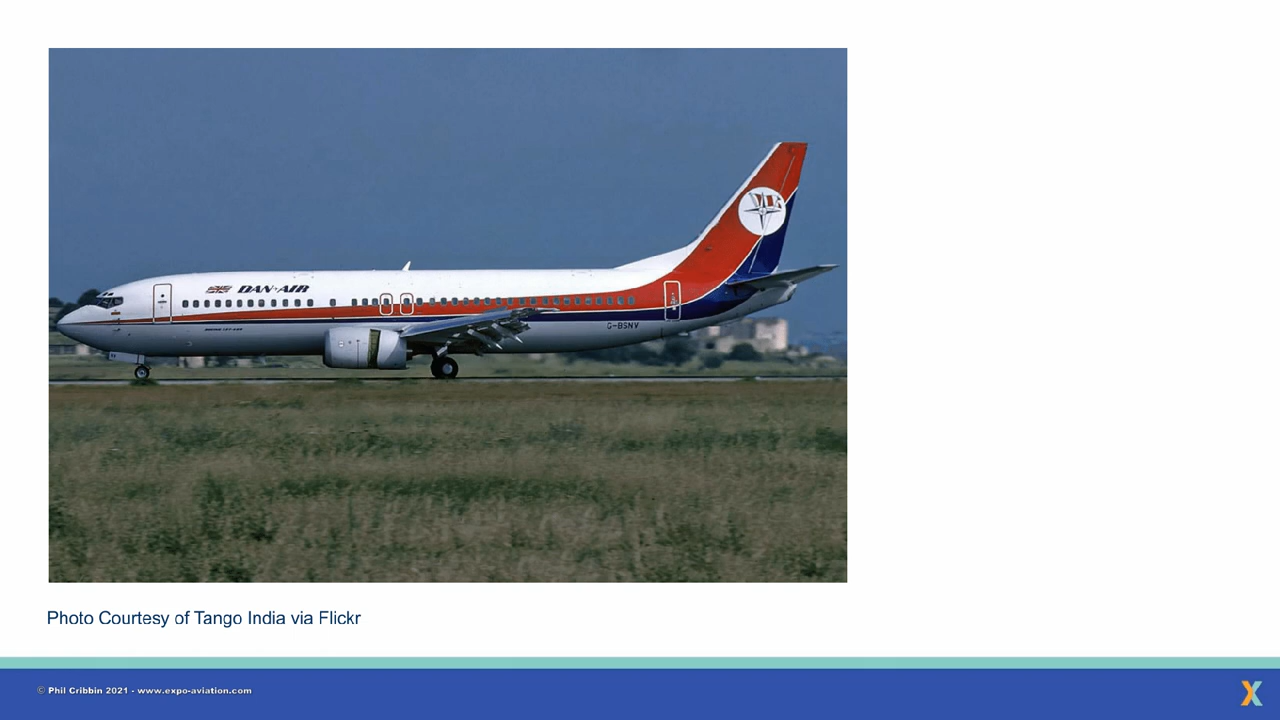 DAN-AIR
G-BSNV
Photo Courtesy of Tango India via Flickr
© Phil Cribbin 2021 - www.expo-aviation.com